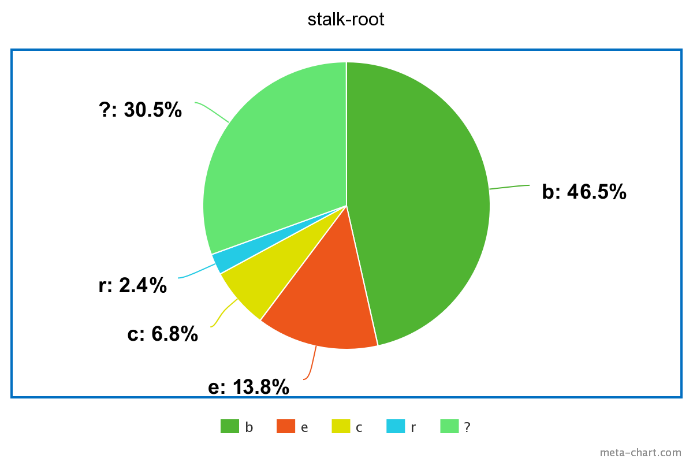 stalk-root
?: 30.5%
b: 46.5%
r: 2.4%
c: 6.8%
e: 13.8%
b e c r ?
meta-chart.com